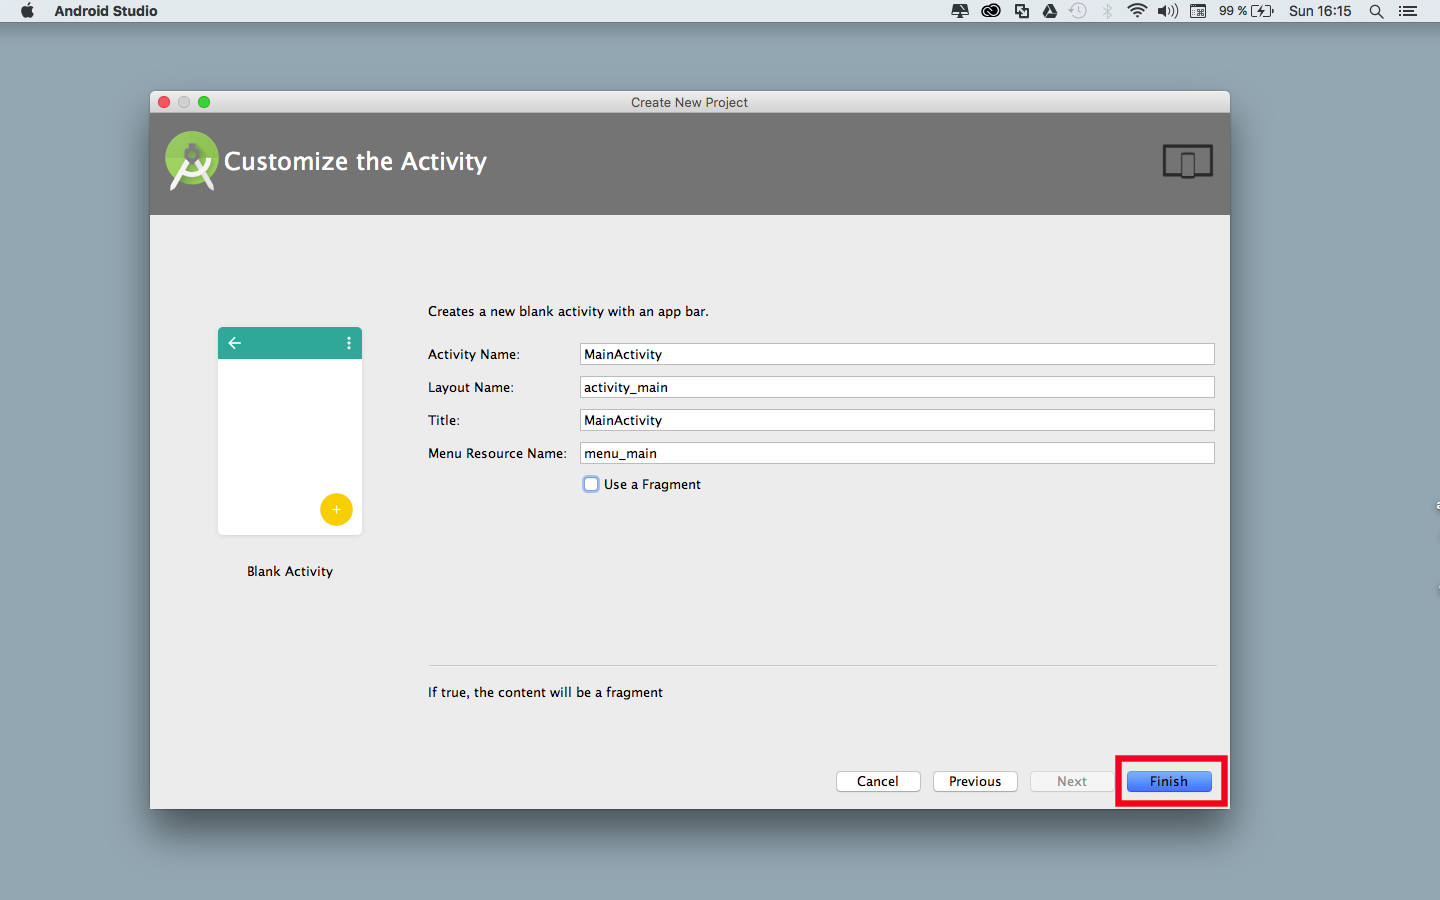 Android Studio
99 %
Sun 16:15
Create New Project
Customize the Activity
Creates a new blank activity with an app bar.
Activity Name: MainActivity
Layout Name: activity_main
Title: MainActivity
Menu Resource Name: menu_main
Use a Fragment
Blank Activity
If true, the content will be a fragment
Cancel Previous Next Finish